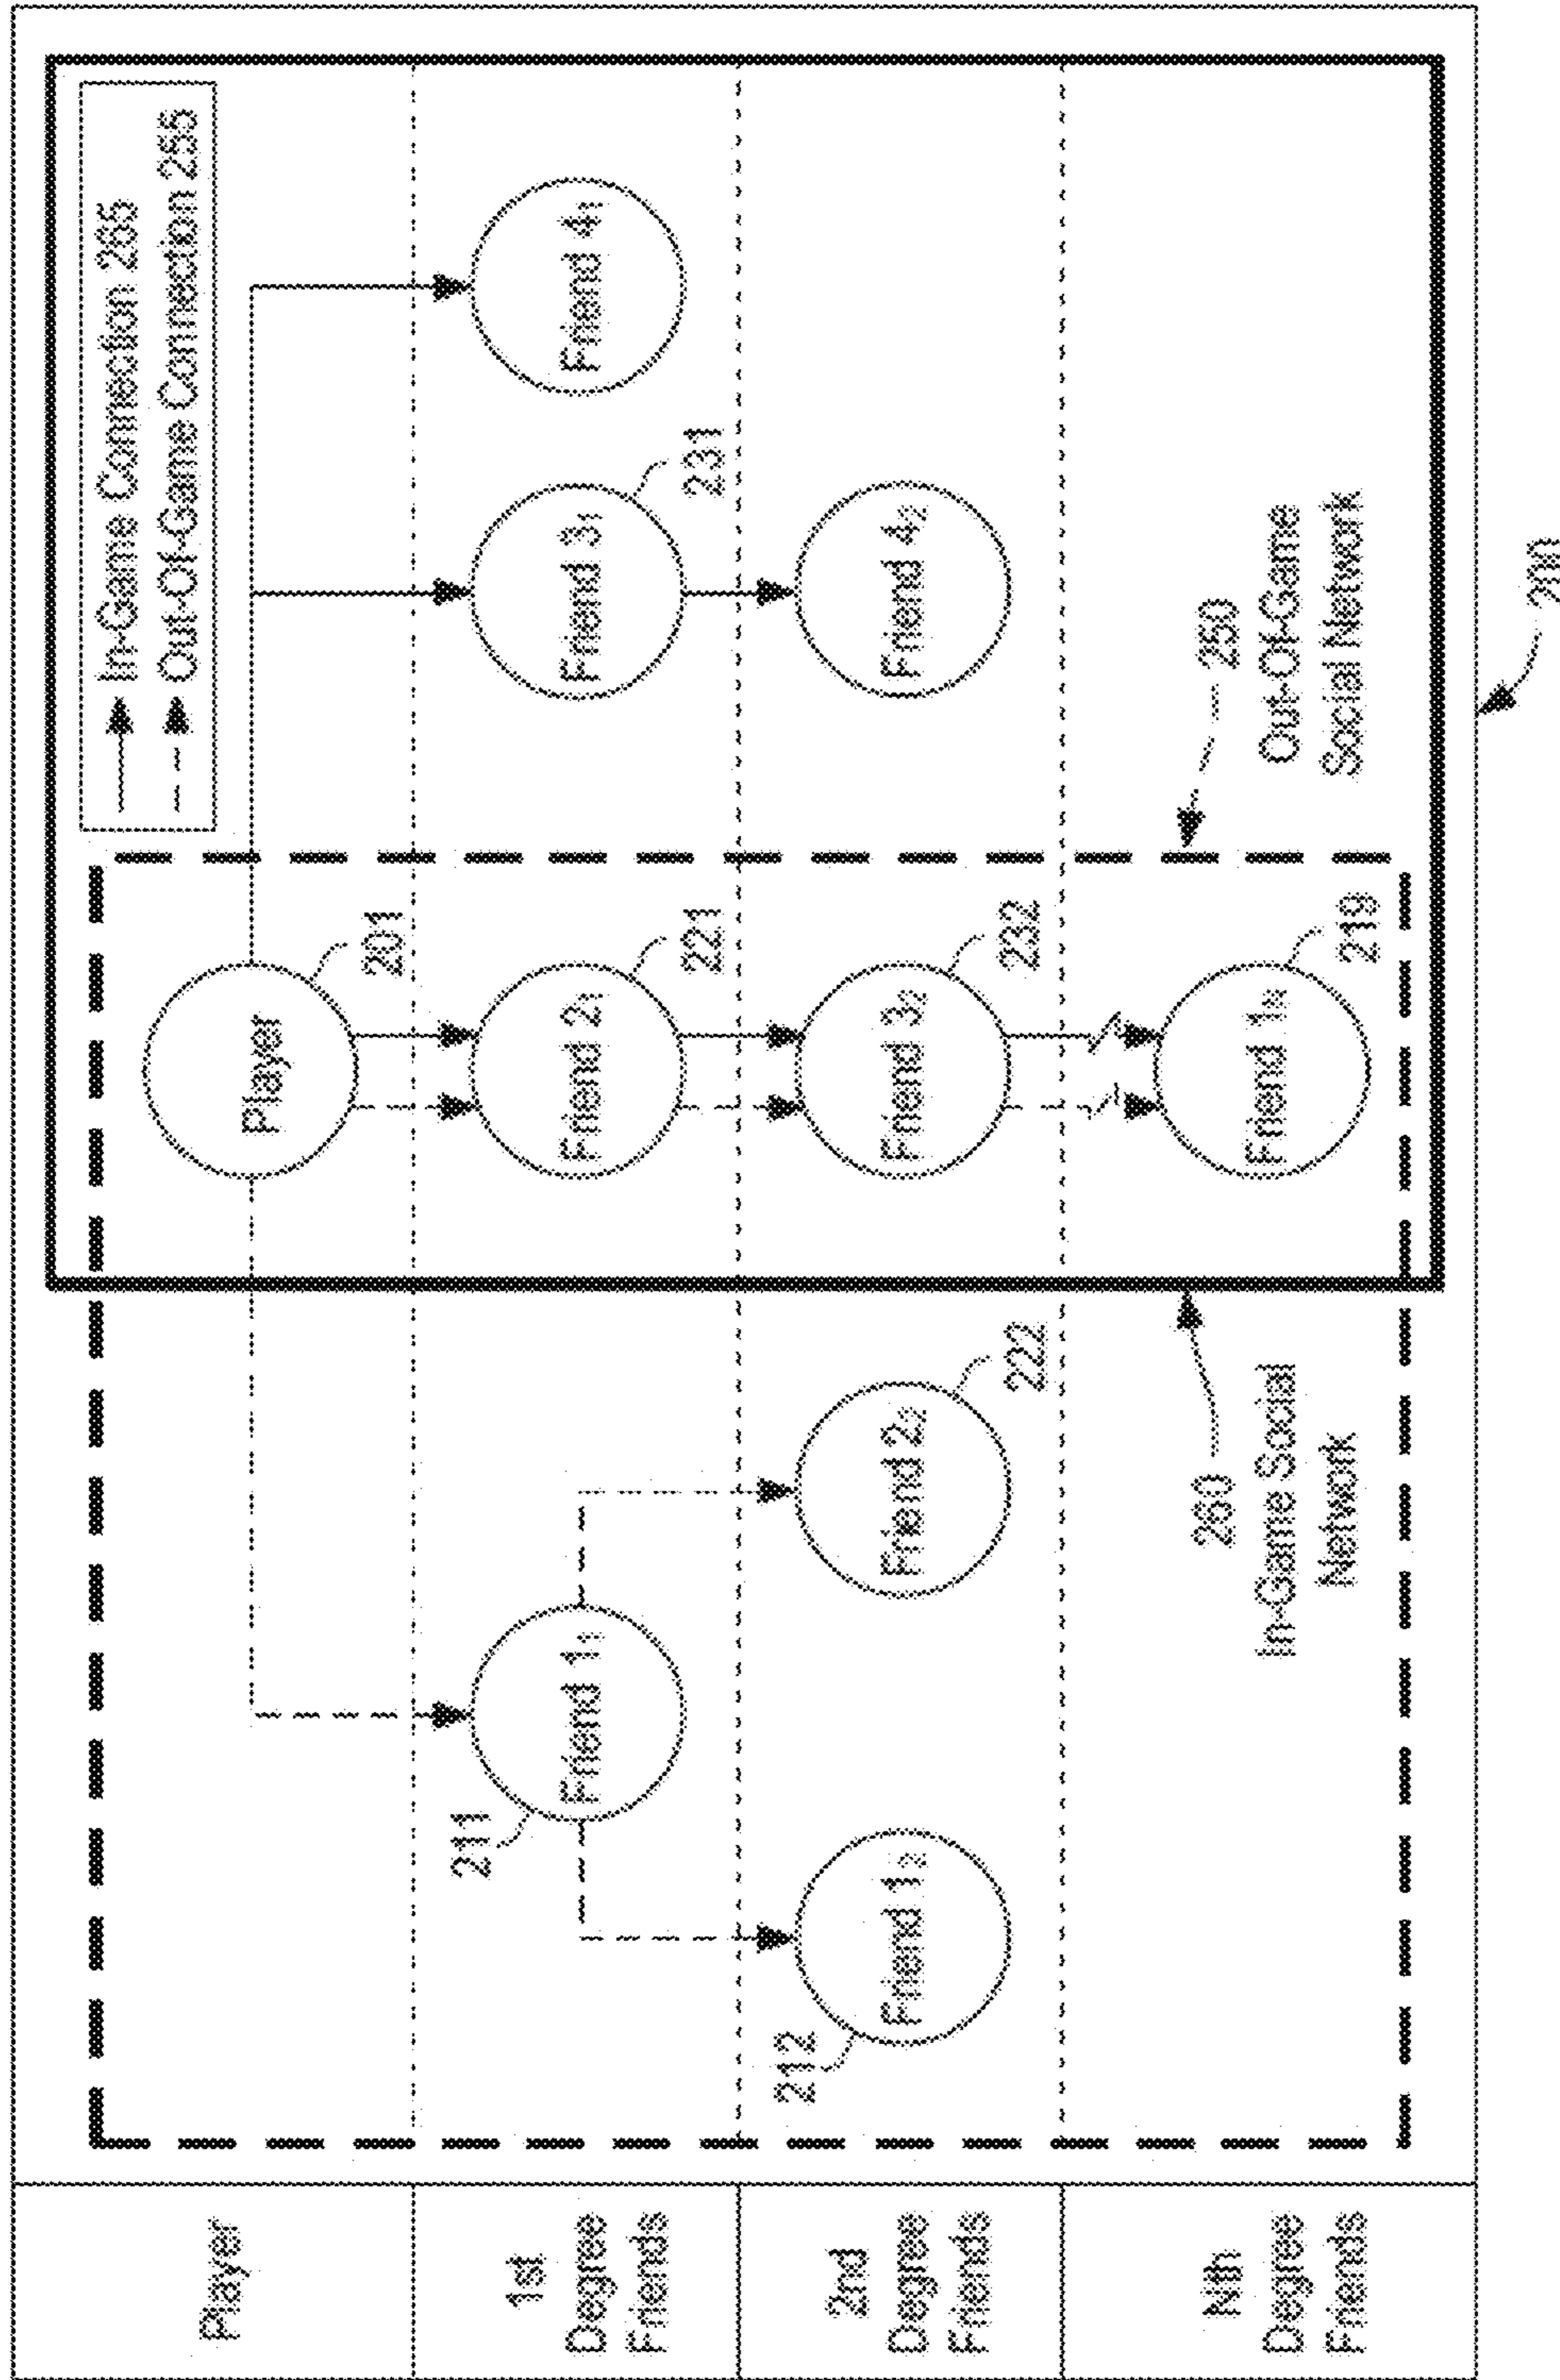 In-Game Connection 265
Out-Of-Game Connection 255
Player
Player
201
1st
Degree
Friends
211
Friend 1₁
Friend 2₁
221
Friend 3₁
231
Friend 4₁
2nd
Degree
Friends
212
Friend 1₂
Friend 2₂
222
Friend 3₂
232
Friend 4₂
Nth
Degree
Friends
260
In-Game Social
Network
Friend 1N
219
250
Out-Of-Game
Social Network
200